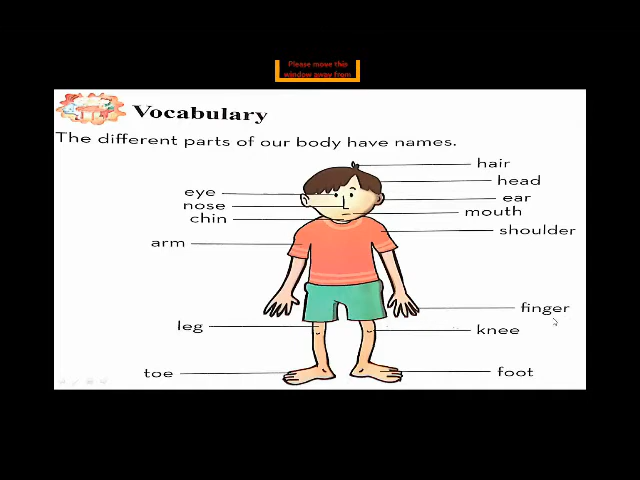 Please move this
window away from
Vocabulary
The different parts of our body have names.
hair
head
eye
ear
nose
mouth
chin
shoulder
arm
finger
leg
knee
toe
foot